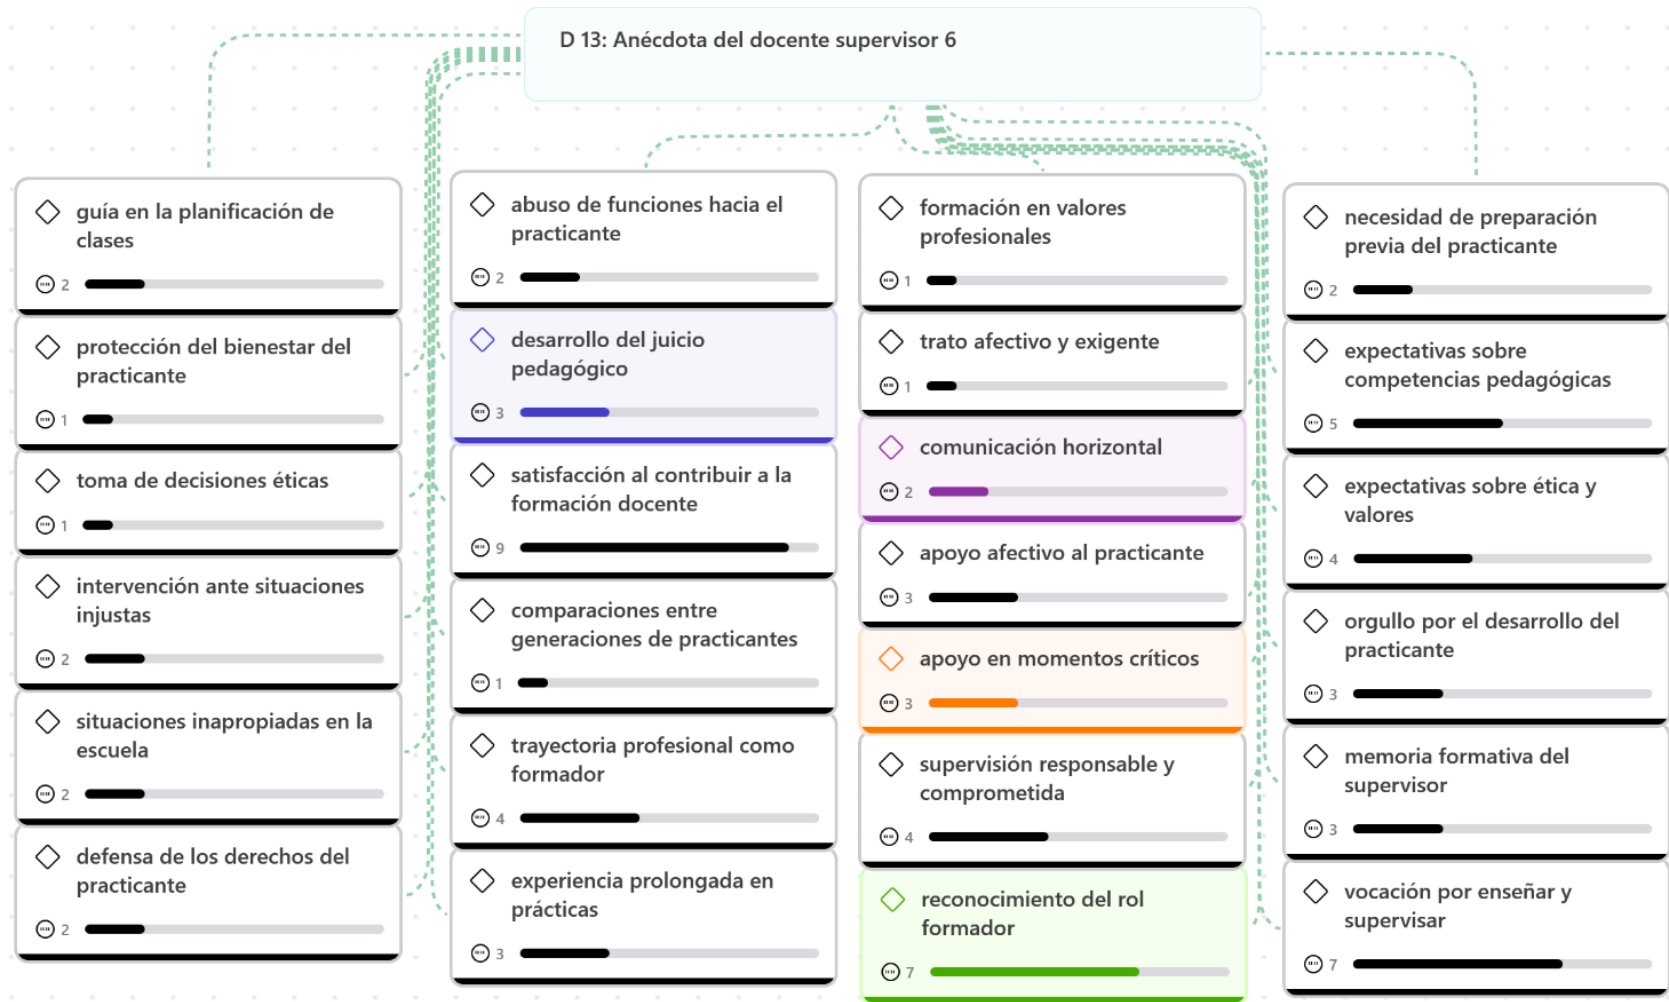 D 13: Anécdota del docente supervisor 6
guía en la planificación de
clases
2
protección del bienestar del
practicante
1
toma de decisiones éticas
1
intervención ante situaciones
injustas
2
situaciones inapropiadas en la
escuela
2
defensa de los derechos del
practicante
2
abuso de funciones hacia el
practicante
2
desarrollo del juicio
pedagógico
3
satisfacción al contribuir a la
formación docente
9
comparaciones entre
generaciones de practicantes
1
trayectoria profesional como
formador
4
experiencia prolongada en
prácticas
3
formación en valores
profesionales
1
trato afectivo y exigente
1
comunicación horizontal
2
apoyo afectivo al practicante
3
apoyo en momentos críticos
3
supervisión responsable y
comprometida
4
reconocimiento del rol
formador
7
necesidad de preparación
previa del practicante
2
expectativas sobre
competencias pedagógicas
5
expectativas sobre ética y
valores
4
orgullo por el desarrollo del
practicante
3
memoria formativa del
supervisor
3
vocación por enseñar y
supervisar
7